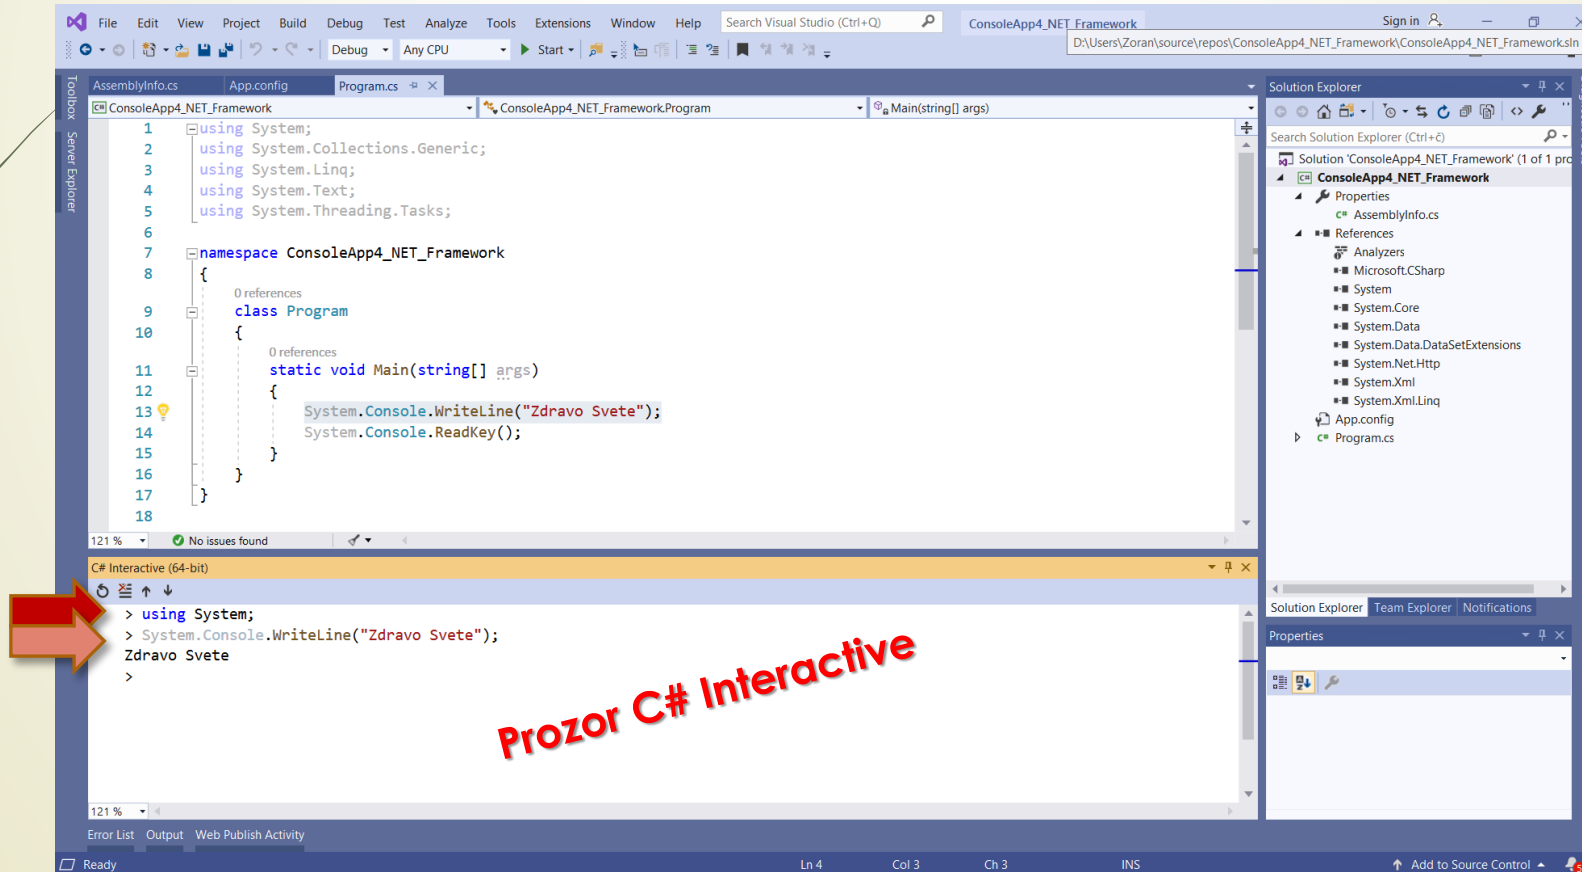 File Edit View Project Build Debug Test Analyze Tools Extensions Window Help Search Visual Studio (Ctrl+Q) ConsoleApp4_NET_Framework Sign in
Debug Any CPU Start
D:\Users\Zoran\source\repos\ConsoleApp4_NET_Framework\ConsoleApp4_NET_Framework.sln
Toolbox
Server Explorer
AssemblyInfo.cs App.config Program.cs
ConsoleApp4_NET_Framework ConsoleApp4_NET_Framework.Program Main(string[] args)
1 using System;
2 using System.Collections.Generic;
3 using System.Linq;
4 using System.Text;
5 using System.Threading.Tasks;
6
7 namespace ConsoleApp4_NET_Framework
8 {
0 references
9 class Program
10 {
0 references
11 static void Main(string[] args)
12 {
13 System.Console.WriteLine("Zdravo Svete");
14 System.Console.ReadKey();
15 }
16 }
17 }
18
121 % No issues found
C# Interactive (64-bit)
> using System;
> System.Console.WriteLine("Zdravo Svete");
Zdravo Svete
>
Prozor C# Interactive
121 %
Error List Output Web Publish Activity
Solution Explorer
Search Solution Explorer (Ctrl+č)
Solution 'ConsoleApp4_NET_Framework' (1 of 1 pro
ConsoleApp4_NET_Framework
Properties
C# AssemblyInfo.cs
References
Analyzers
Microsoft.CSharp
System
System.Core
System.Data
System.Data.DataSetExtensions
System.Net.Http
System.Xml
System.Xml.Linq
App.config
C# Program.cs
Solution Explorer Team Explorer Notifications
Properties
Ready Ln 4 Col 3 Ch 3 INS Add to Source Control 5